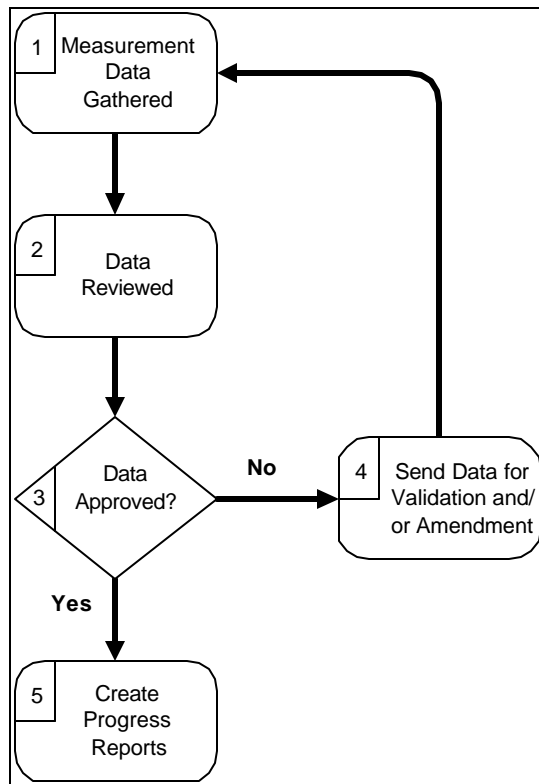 1
Measurement
Data
Gathered
2
Data
Reviewed
3
Data
Approved?
No
4
Send Data for
Validation and/
or Amendment
Yes
5
Create
Progress
Reports